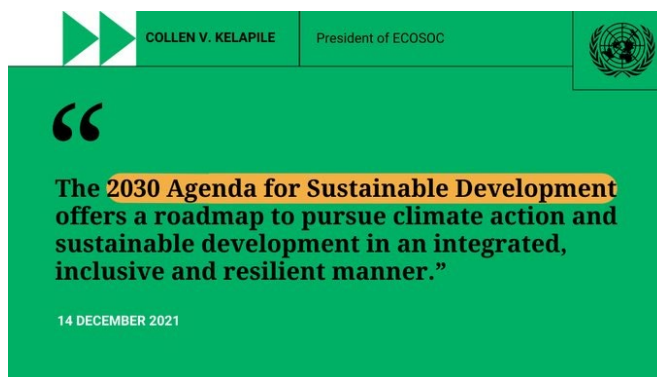 COLLEN V. KELAPILE
President of ECOSOC
“
The 2030 Agenda for Sustainable Development
offers a roadmap to pursue climate action and
sustainable development in an integrated,
inclusive and resilient manner.”
14 DECEMBER 2021